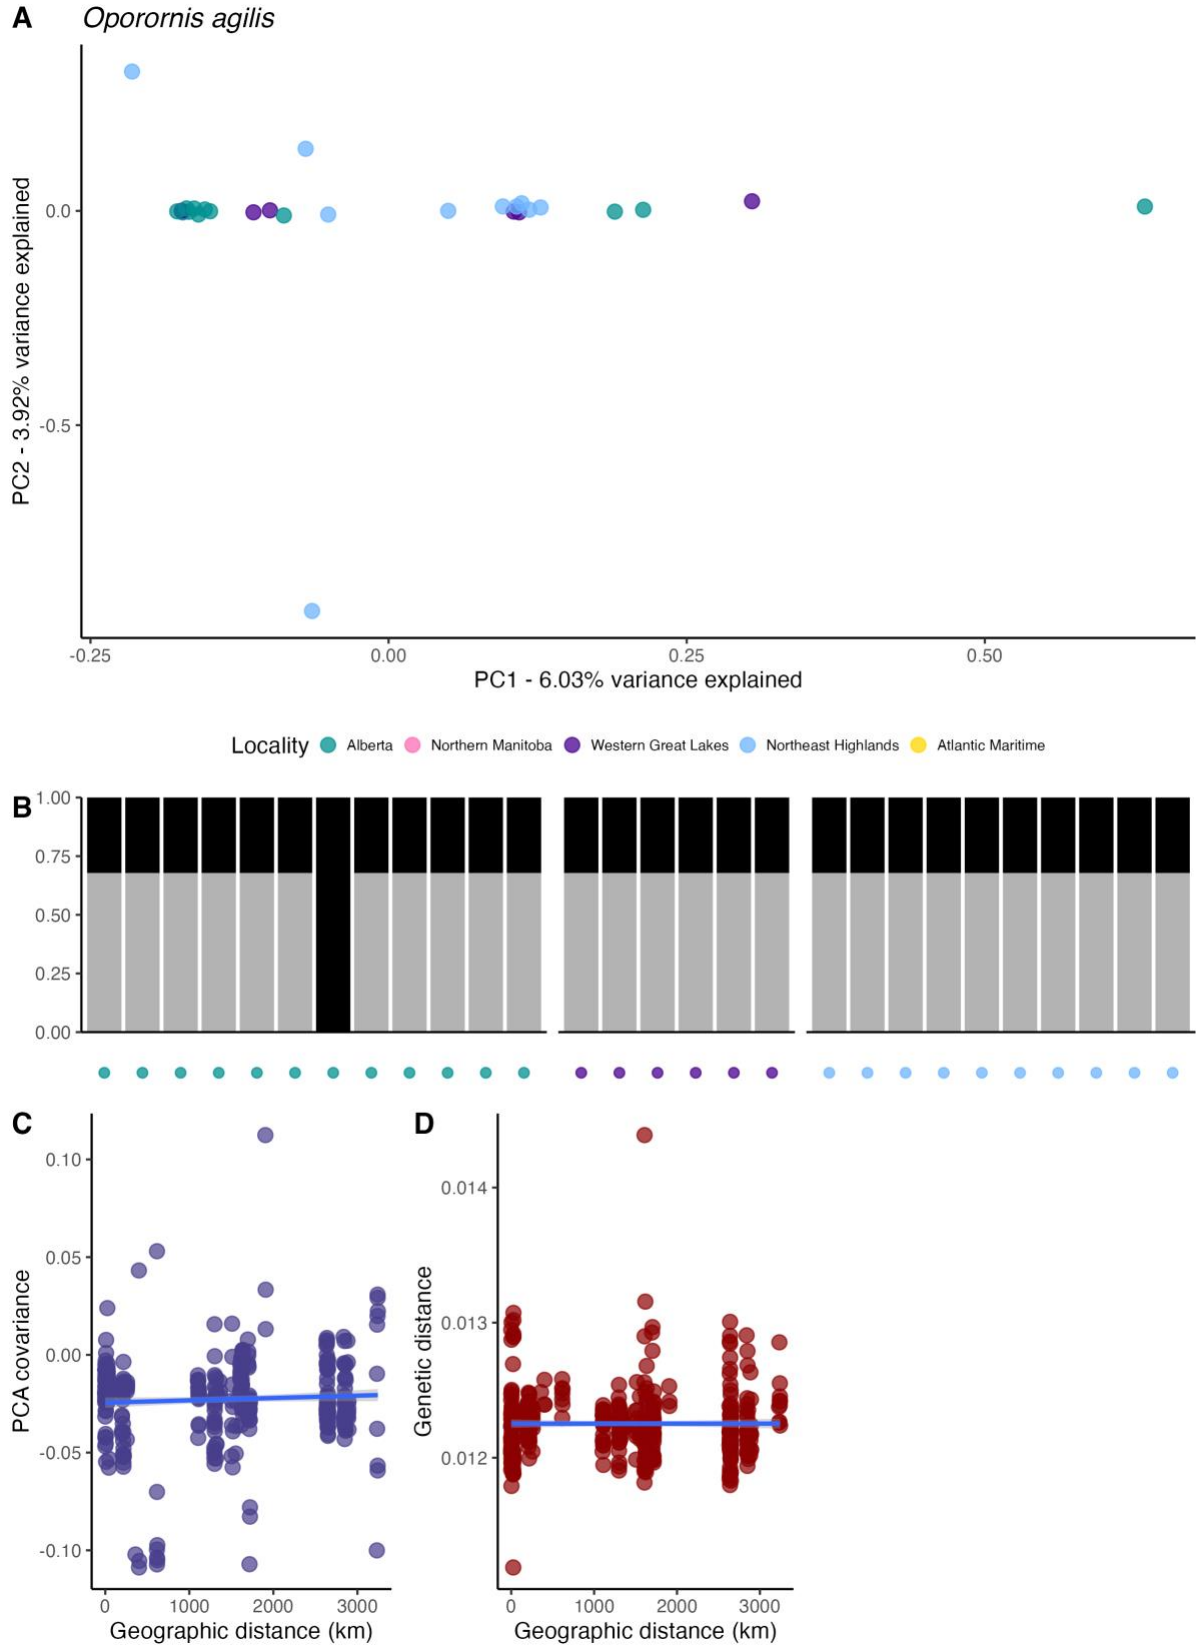 A Oporornis agilis
PC2 - 3.92% variance explained
0.0
-0.5
-0.25 0.00 0.25 0.50
PC1 - 6.03% variance explained
Locality Alberta Northern Manitoba Western Great Lakes Northeast Highlands Atlantic Maritime
B
1.00
0.75
0.50
0.25
0.00
C
PCA covariance
0.10
0.05
0.00
-0.05
-0.10
0 1000 2000 3000
Geographic distance (km)
D
Genetic distance
0.014
0.013
0.012
0 1000 2000 3000
Geographic distance (km)